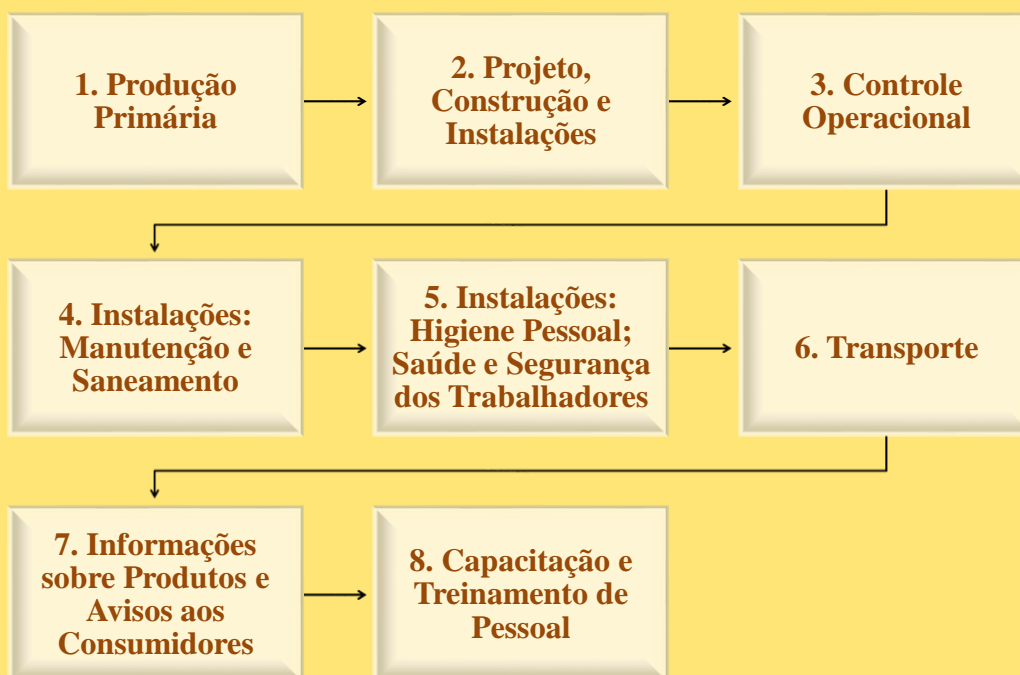 1. Produção
Primária
2. Projeto,
Construção e
Instalações
3. Controle
Operacional
4. Instalações:
Manutenção e
Saneamento
5. Instalações:
Higiene Pessoal;
Saúde e Segurança
dos Trabalhadores
6. Transporte
7. Informações
sobre Produtos e
Avisos aos
Consumidores
8. Capacitação e
Treinamento de
Pessoal